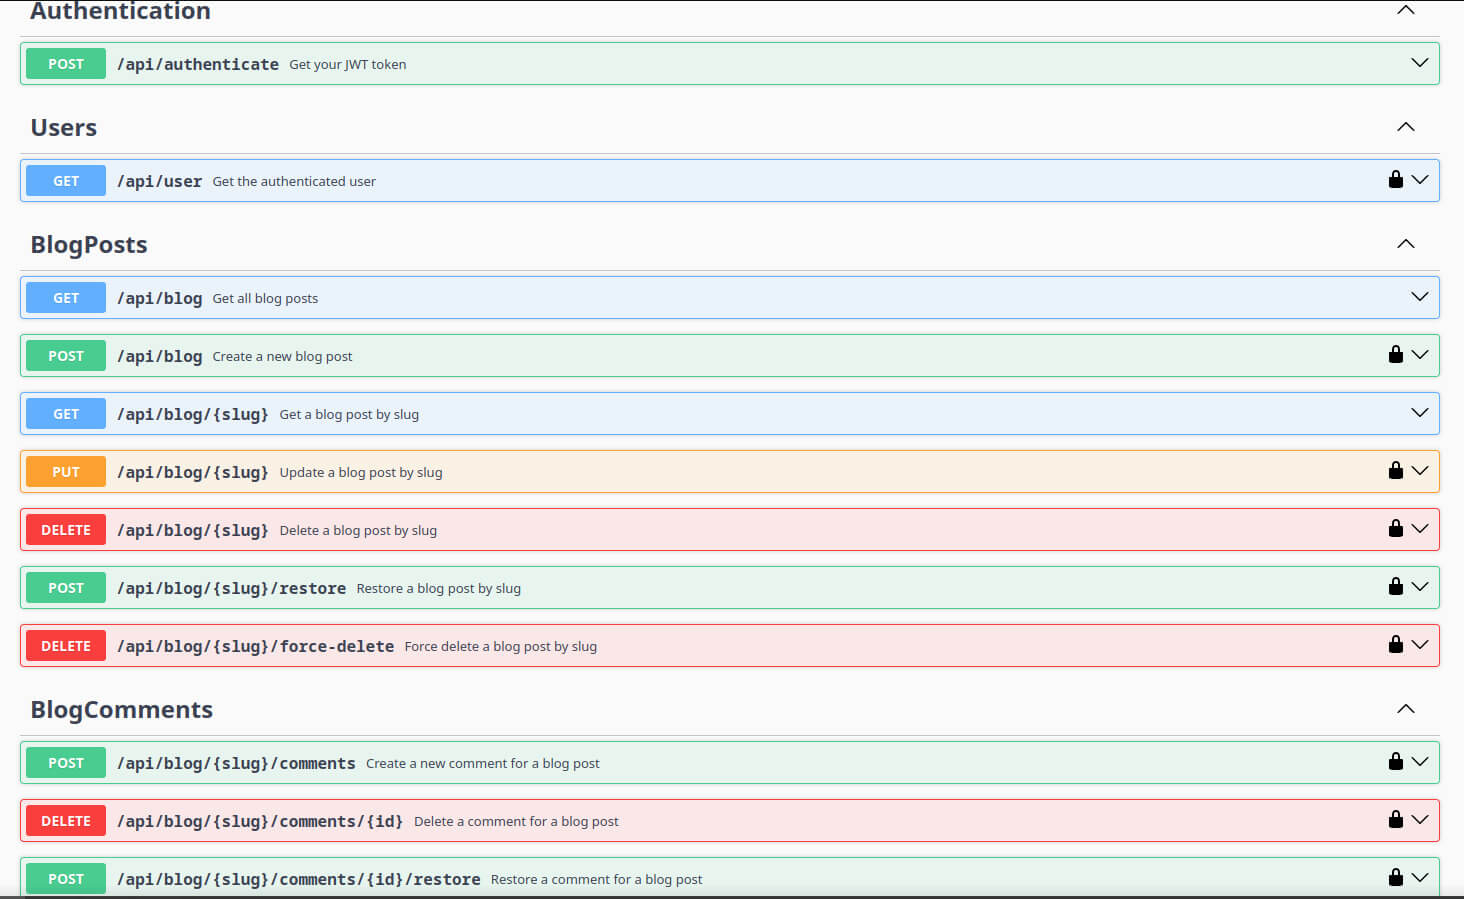 Authentication
POST /api/authenticate Get your JWT token
Users
GET /api/user Get the authenticated user
BlogPosts
GET /api/blog Get all blog posts
POST /api/blog Create a new blog post
GET /api/blog/{slug} Get a blog post by slug
PUT /api/blog/{slug} Update a blog post by slug
DELETE /api/blog/{slug} Delete a blog post by slug
POST /api/blog/{slug}/restore Restore a blog post by slug
DELETE /api/blog/{slug}/force-delete Force delete a blog post by slug
BlogComments
POST /api/blog/{slug}/comments Create a new comment for a blog post
DELETE /api/blog/{slug}/comments/{id} Delete a comment for a blog post
POST /api/blog/{slug}/comments/{id}/restore Restore a comment for a blog post